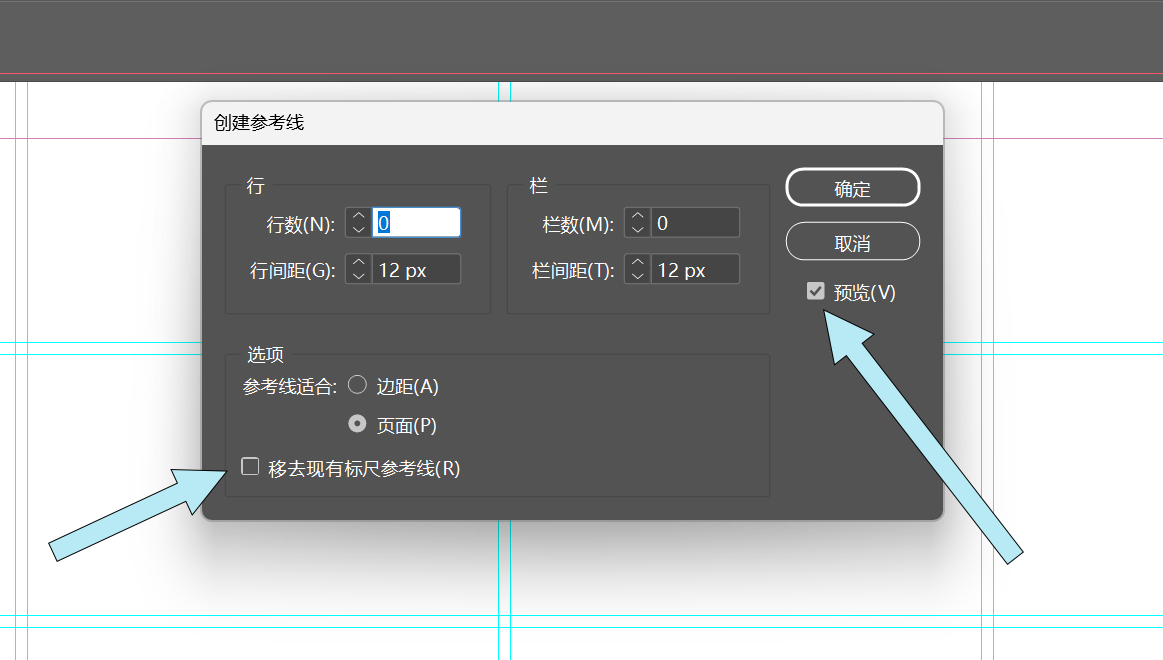 创建参考线
行
行数(N): 0
行间距(G): 12 px
栏
栏数(M): 0
栏间距(T): 12 px
确定
取消
预览(V)
选项
参考线适合: 边距(A)
页面(P)
移去现有标尺参考线(R)